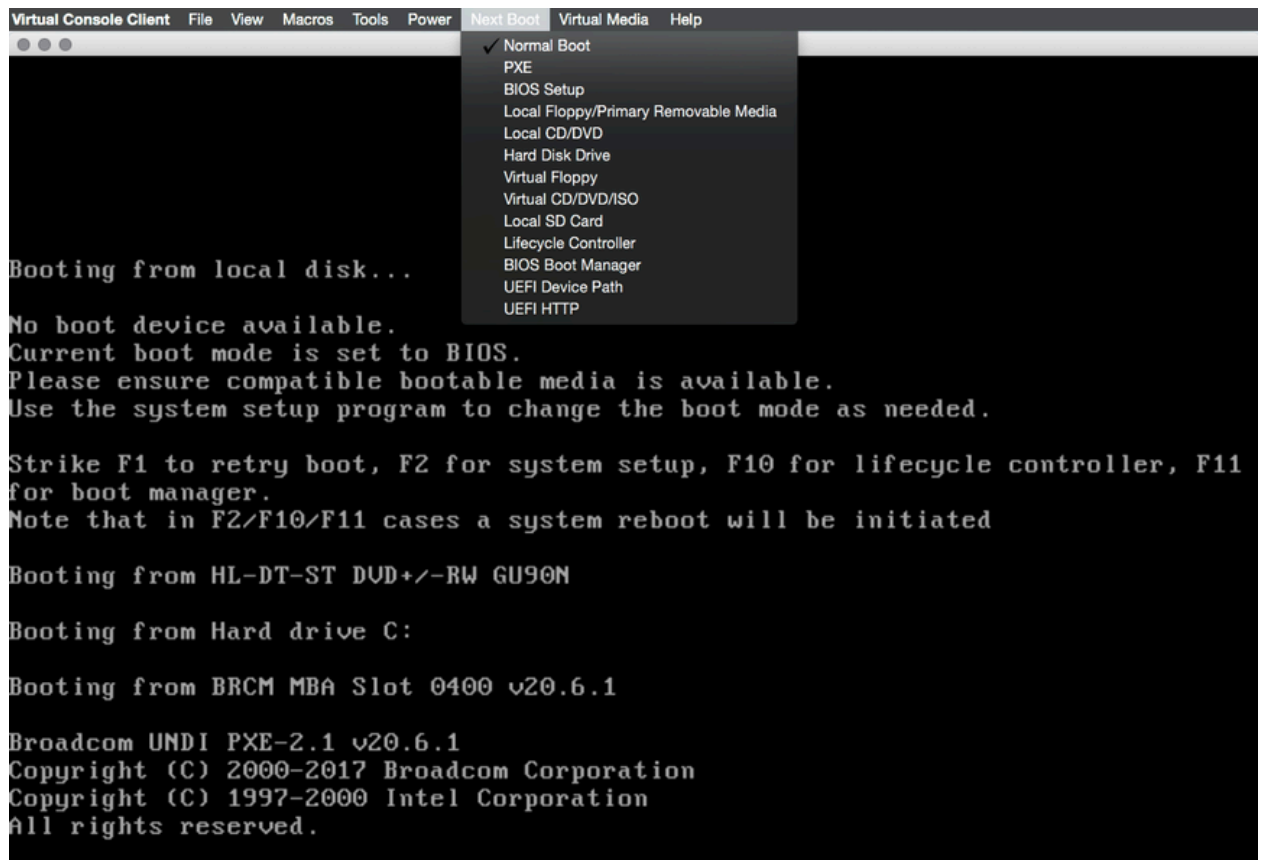 Virtual Console Client File View Macros Tools Power Next Boot Virtual Media Help
Normal Boot
PXE
BIOS Setup
Local Floppy/Primary Removable Media
Local CD/DVD
Hard Disk Drive
Virtual Floppy
Virtual CD/DVD/ISO
Local SD Card
Lifecycle Controller
BIOS Boot Manager
UEFI Device Path
UEFI HTTP
Booting from local disk...
No boot device available.
Current boot mode is set to BIOS.
Please ensure compatible bootable media is available.
Use the system setup program to change the boot mode as needed.
Strike F1 to retry boot, F2 for system setup, F10 for lifecycle controller, F11
for boot manager.
Note that in F2/F10/F11 cases a system reboot will be initiated
Booting from HL-DT-ST DVD+/-RW GU90N
Booting from Hard drive C:
Booting from BRCM MBA Slot 0400 v20.6.1
Broadcom UNDI PXE-2.1 v20.6.1
Copyright (C) 2000-2017 Broadcom Corporation
Copyright (C) 1997-2000 Intel Corporation
All rights reserved.